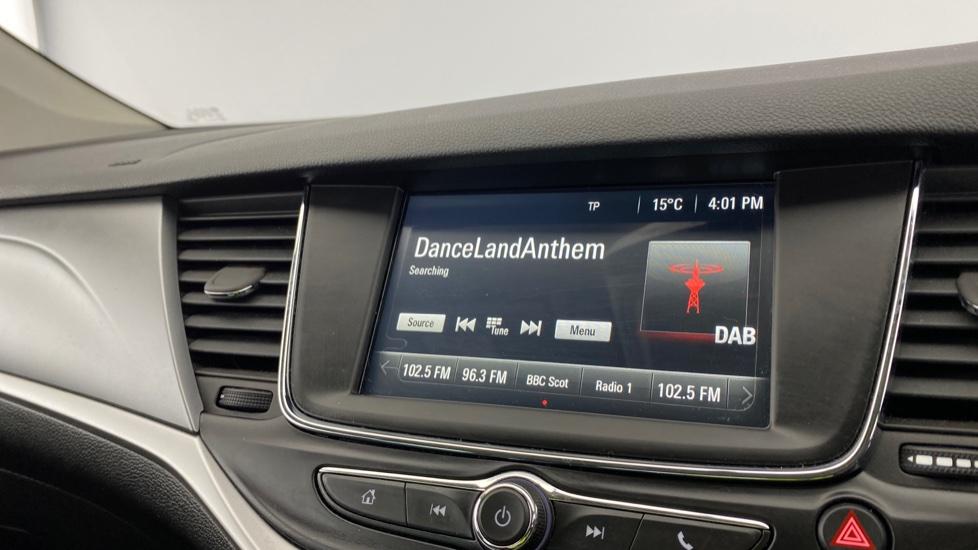 TP 15°C 4:01 PM
DanceLandAnthem
Searching
Source Tune Menu
DAB
102.5 FM 96.3 FM BBC Scot Radio 1 102.5 FM